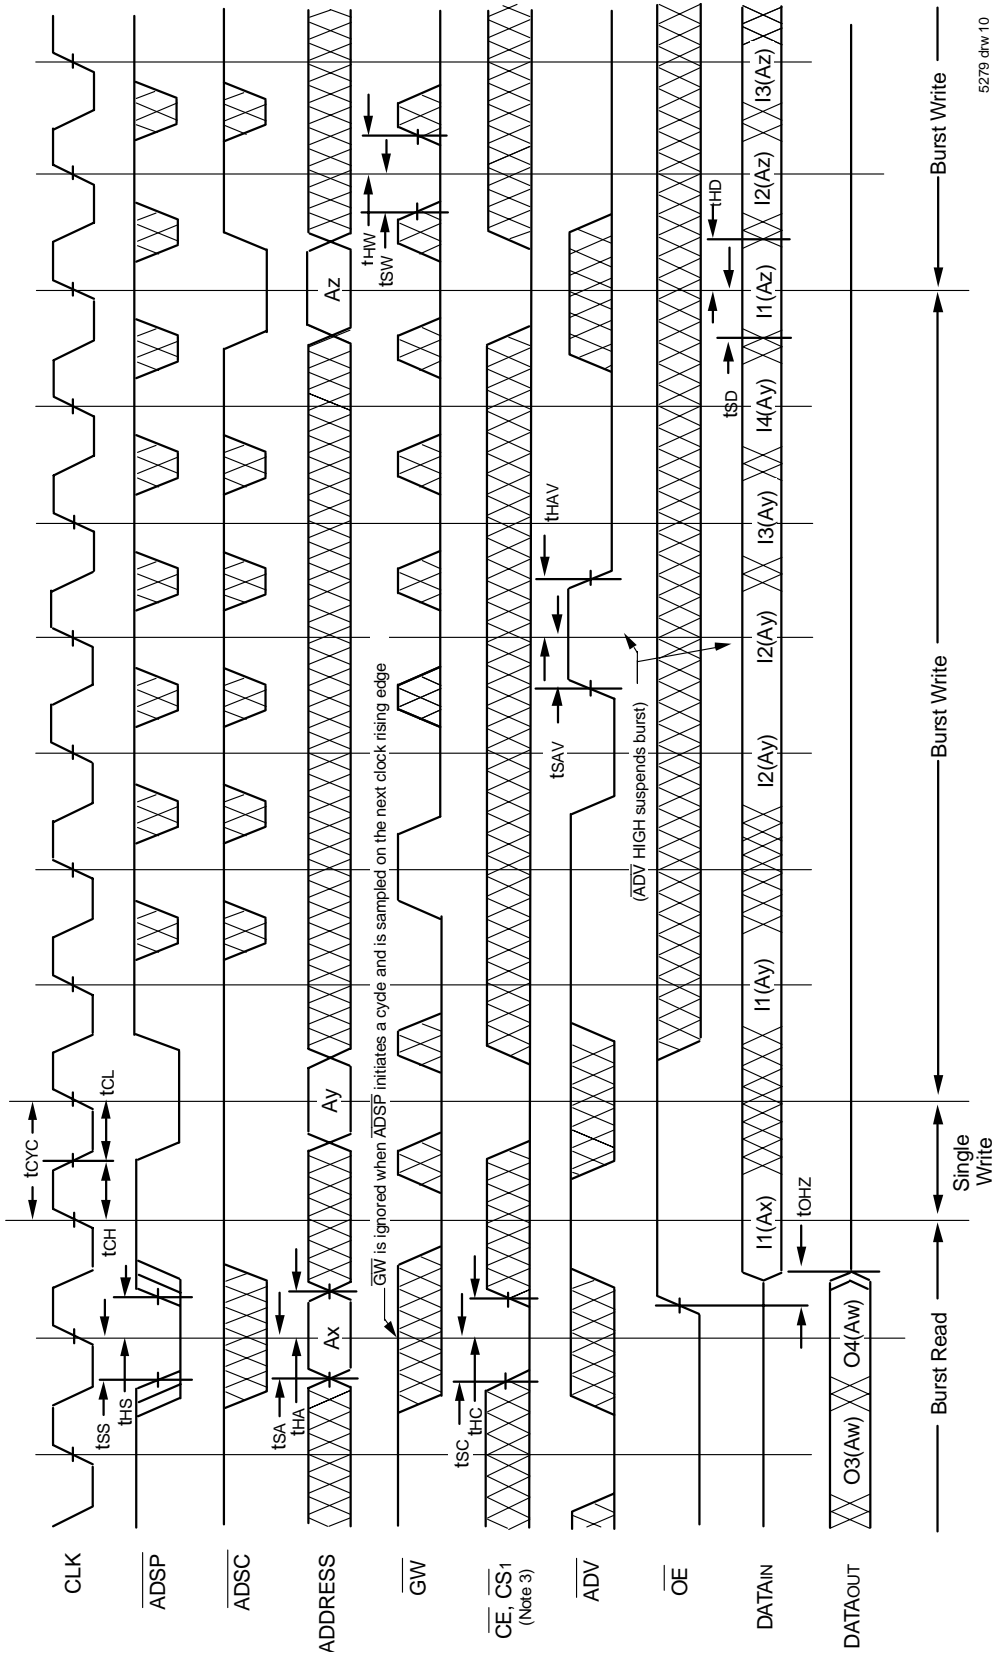 CLK
tCYC
tCH
tCL
ADSP
tSS
tHS
ADSC
ADDRESS
tSA
tHA
Ax
Ay
Az
GW
GW is ignored when ADSP initiates a cycle and is sampled on the next clock rising edge
tHW
tSW
CE, CS1
(Note 3)
tSC
tHC
ADV
tSAV
tHAV
(ADV HIGH suspends burst)
OE
DATAIN
I1(Ax)
I1(Ay)
I2(Ay)
I2(Ay)
I3(Ay)
I4(Ay)
I1(Az)
I2(Az)
I3(Az)
tSD
tHD
tOHZ
DATAOUT
O3(Aw)
O4(Aw)
Burst Read
Single
Write
Burst Write
Burst Write
5279 drw 10